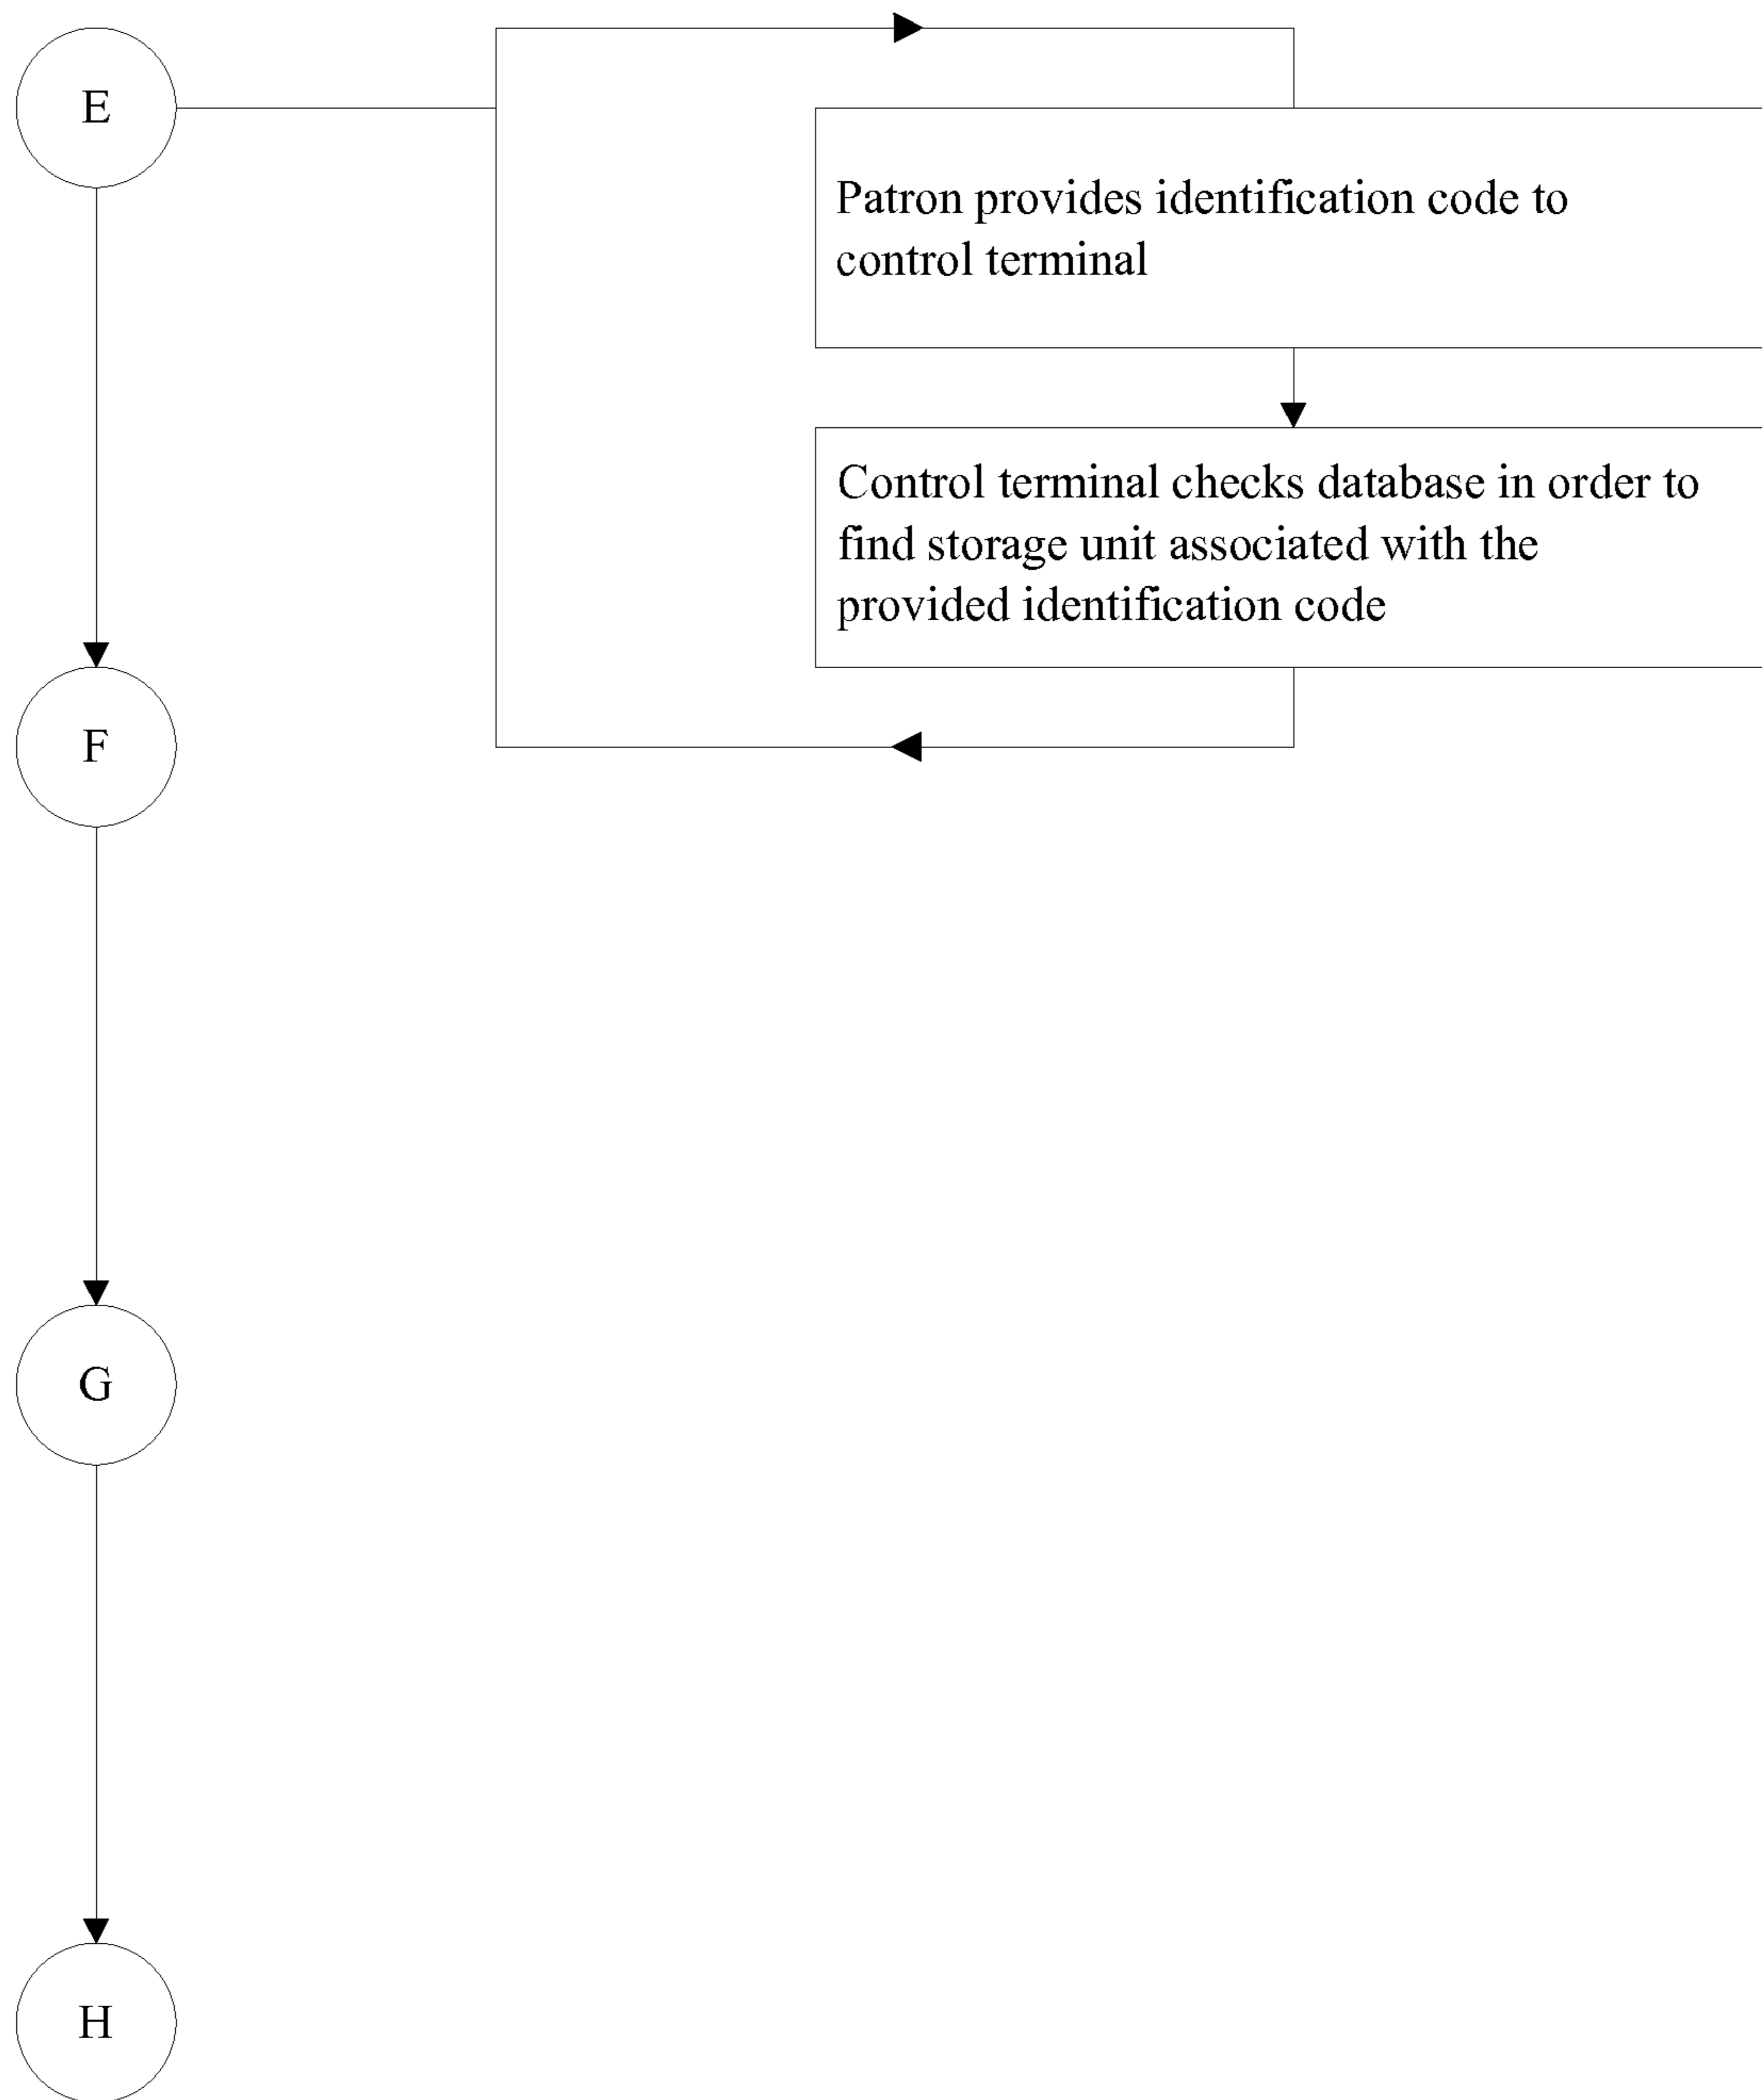 E
Patron provides identification code to
control terminal
Control terminal checks database in order to
find storage unit associated with the
provided identification code
F
G
H